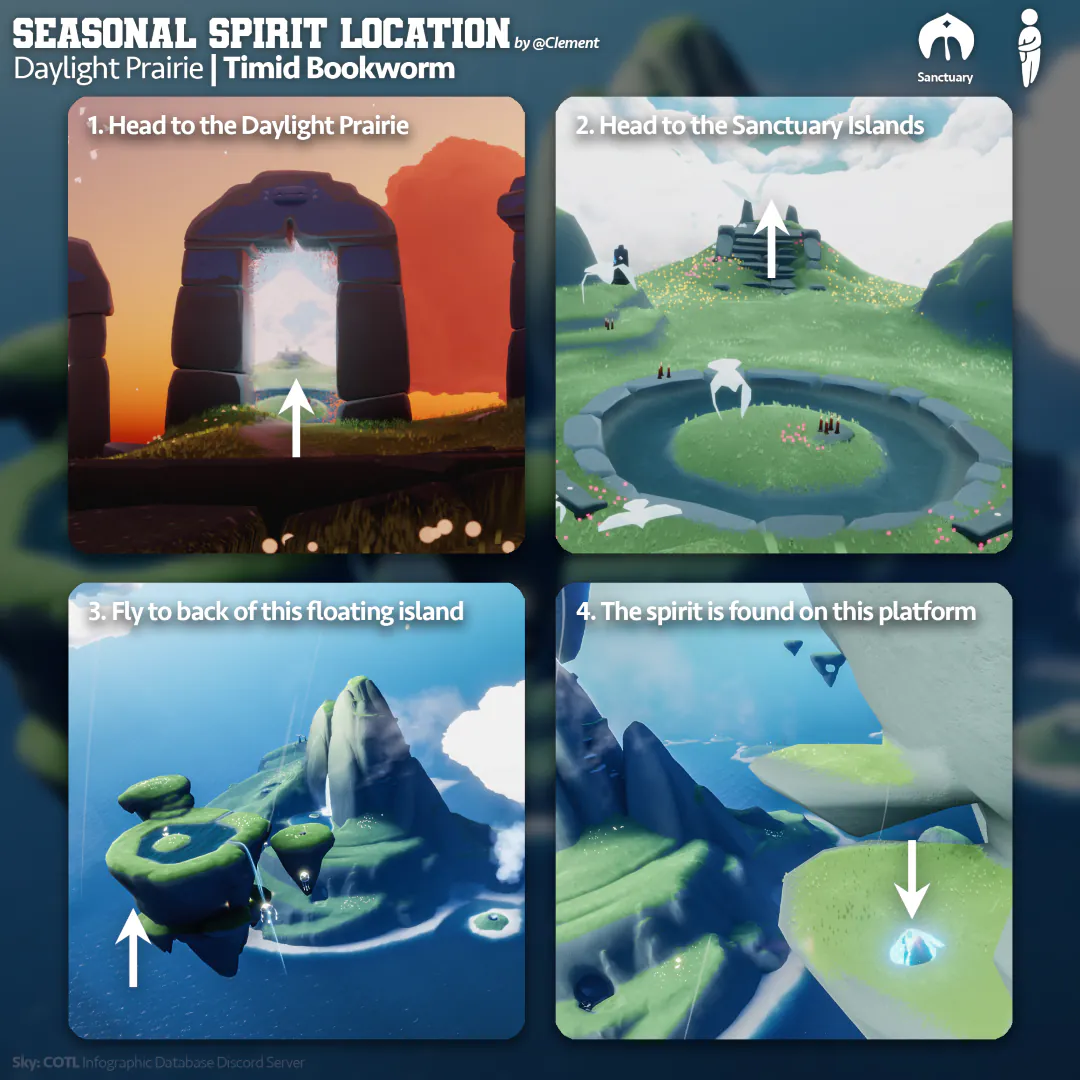 SEASONAL SPIRIT LOCATION by @Clement
Daylight Prairie | Timid Bookworm
Sanctuary
1. Head to the Daylight Prairie
2. Head to the Sanctuary Islands
3. Fly to back of this floating island
4. The spirit is found on this platform
Sky: COTL Infographic Database Discord Server